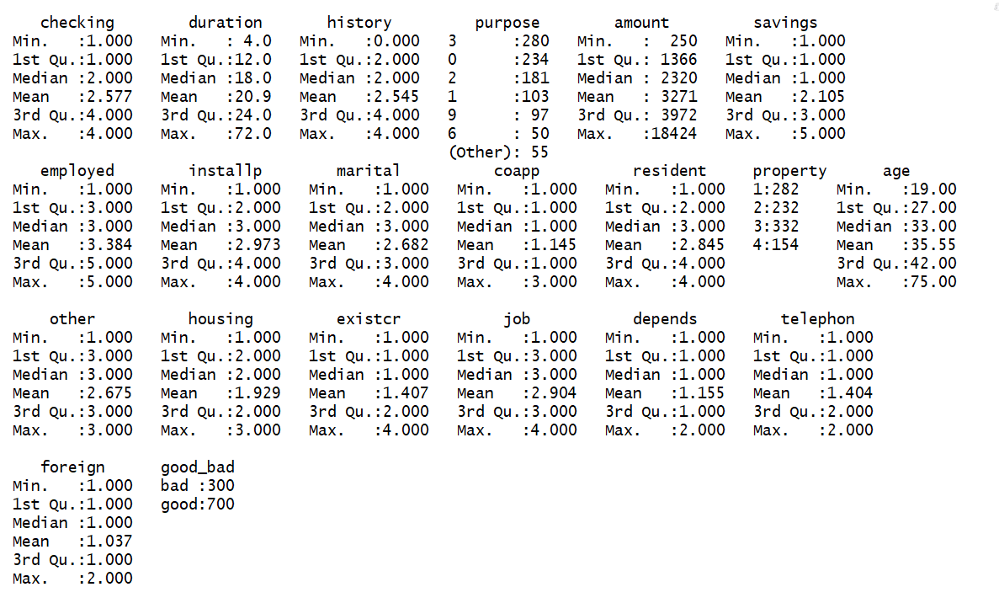 checking        duration       history         purpose        amount         savings
Min.   :1.000   Min.   : 4.0   Min.   :0.000   3      :280   Min.   :  250   Min.   :1.000
1st Qu.:1.000   1st Qu.:12.0   1st Qu.:2.000   0      :234   1st Qu.: 1366   1st Qu.:1.000
Median :2.000   Median :18.0   Median :2.000   2      :181   Median : 2320   Median :1.000
Mean   :2.577   Mean   :20.9   Mean   :2.545   1      :103   Mean   : 3271   Mean   :2.105
3rd Qu.:4.000   3rd Qu.:24.0   3rd Qu.:4.000   9      : 97   3rd Qu.: 3972   3rd Qu.:3.000
Max.   :4.000   Max.   :72.0   Max.   :4.000   6      : 50   Max.   :18424   Max.   :5.000
                                               (Other): 55
   employed        installp        marital          coapp          resident     property      age
Min.   :1.000   Min.   :1.000   Min.   :1.000   Min.   :1.000   Min.   :1.000   1:282    Min.   :19.00
1st Qu.:3.000   1st Qu.:2.000   1st Qu.:2.000   1st Qu.:1.000   1st Qu.:2.000   2:232    1st Qu.:27.00
Median :3.000   Median :3.000   Median :3.000   Median :1.000   Median :3.000   3:332    Median :33.00
Mean   :3.384   Mean   :2.973   Mean   :2.682   Mean   :1.145   Mean   :2.845   4:154    Mean   :35.55
3rd Qu.:5.000   3rd Qu.:4.000   3rd Qu.:3.000   3rd Qu.:1.000   3rd Qu.:4.000            3rd Qu.:42.00
Max.   :5.000   Max.   :4.000   Max.   :4.000   Max.   :3.000   Max.   :4.000            Max.   :75.00
    other          housing         existcr           job           depends         telephon
Min.   :1.000   Min.   :1.000   Min.   :1.000   Min.   :1.000   Min.   :1.000   Min.   :1.000
1st Qu.:3.000   1st Qu.:2.000   1st Qu.:1.000   1st Qu.:3.000   1st Qu.:1.000   1st Qu.:1.000
Median :3.000   Median :2.000   Median :1.000   Median :3.000   Median :1.000   Median :1.000
Mean   :2.675   Mean   :1.929   Mean   :1.407   Mean   :2.904   Mean   :1.155   Mean   :1.404
3rd Qu.:3.000   3rd Qu.:2.000   3rd Qu.:2.000   3rd Qu.:3.000   3rd Qu.:1.000   3rd Qu.:2.000
Max.   :3.000   Max.   :3.000   Max.   :4.000   Max.   :4.000   Max.   :2.000   Max.   :2.000
   foreign      good_bad
Min.   :1.000   bad :300
1st Qu.:1.000   good:700
Median :1.000
Mean   :1.037
3rd Qu.:1.000
Max.   :2.000